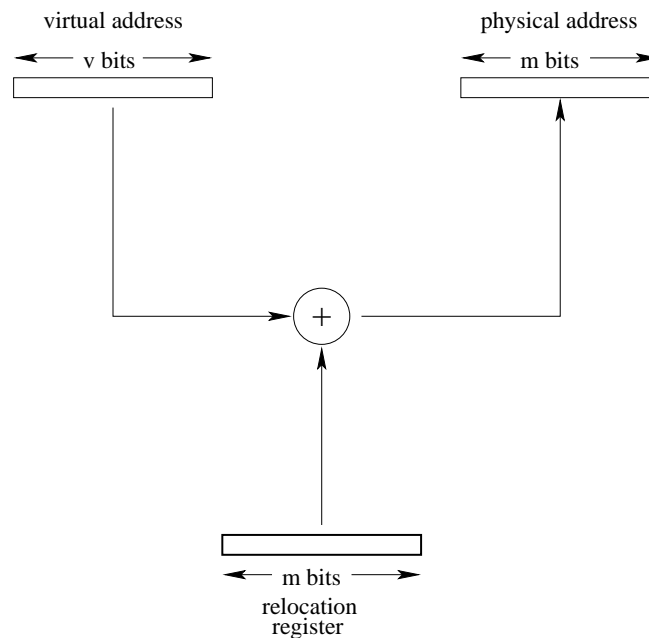 virtual address
v bits
physical address
m bits
+
m bits
relocation
register